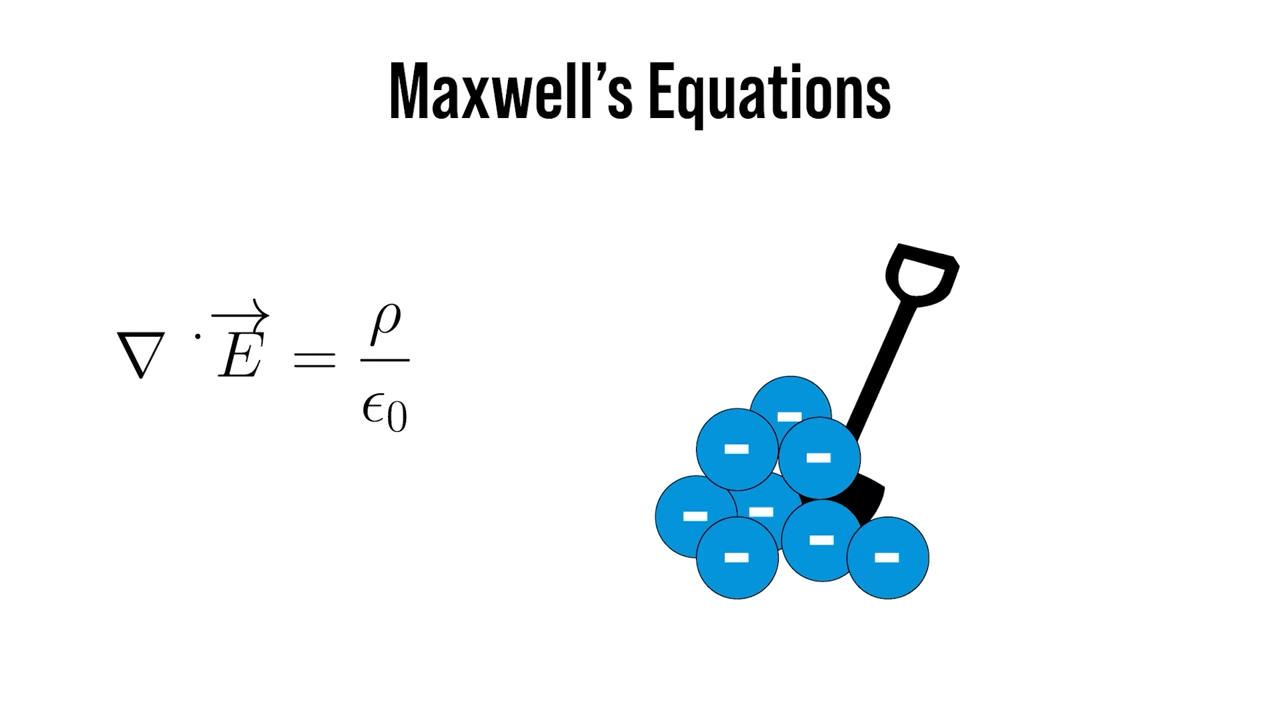 Maxwell’s Equations
∇ · E⃗ = ρ/ϵ₀
- - - - - - - -